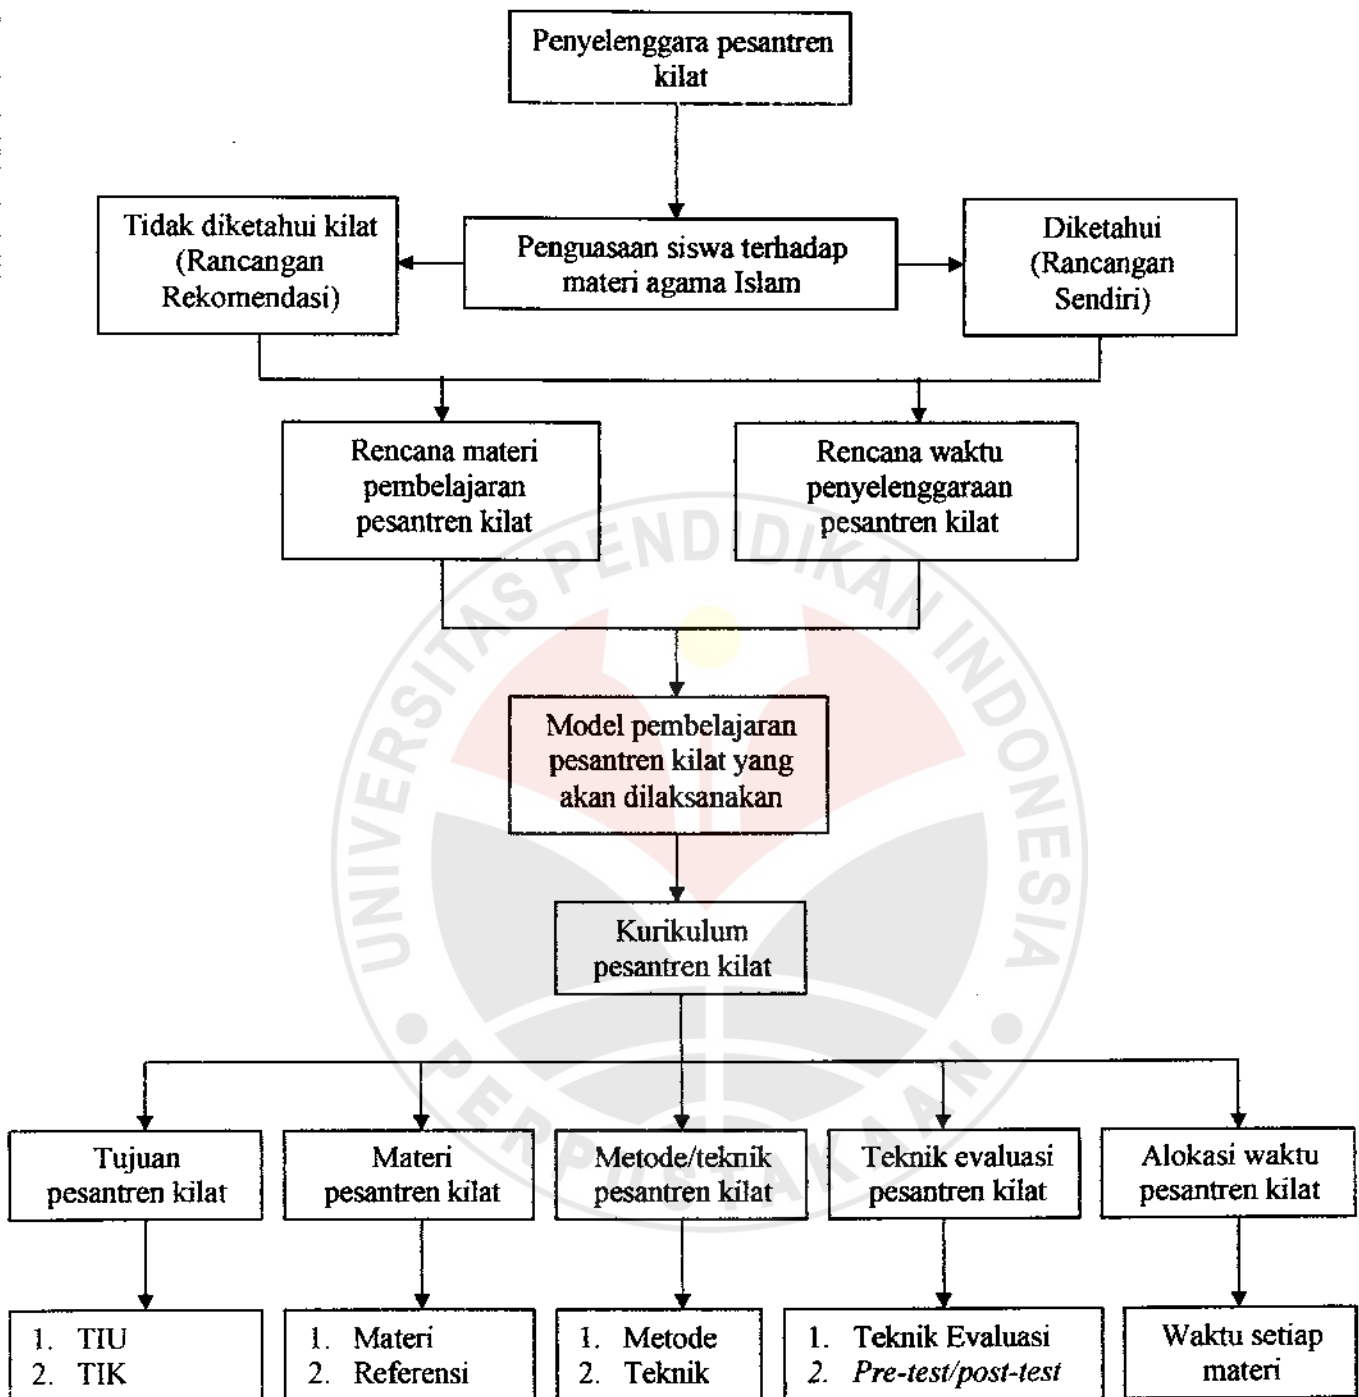 Penyelenggara pesantren
kilat
Tidak diketahui kilat
(Rancangan
Rekomendasi)
Penguasaan siswa terhadap
materi agama Islam
Diketahui
(Rancangan
Sendiri)
Rencana materi
pembelajaran
pesantren kilat
Rencana waktu
penyelenggaraan
pesantren kilat
UNIVERSITAS PENDIDIKAN INDONESIA
Model pembelajaran
pesantren kilat yang
akan dilaksanakan
Kurikulum
pesantren kilat
PERPUSTAKAAN
Tujuan
pesantren kilat
Materi
pesantren kilat
Metode/teknik
pesantren kilat
Teknik evaluasi
pesantren kilat
Alokasi waktu
pesantren kilat
1. TIU
2. TIK
1. Materi
2. Referensi
1. Metode
2. Teknik
1. Teknik Evaluasi
2. Pre-test/post-test
Waktu setiap
materi